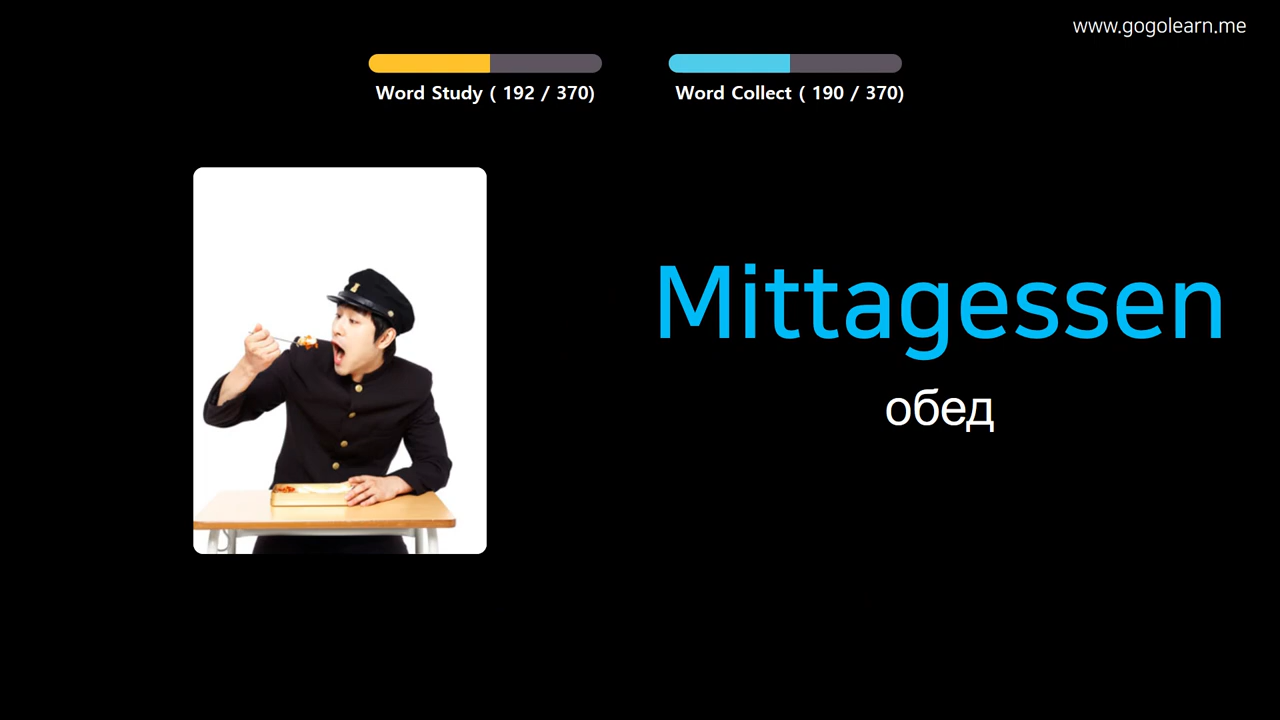 www.gogolearn.me
Word Study ( 192 / 370)
Word Collect ( 190 / 370)
Mittagessen
обед